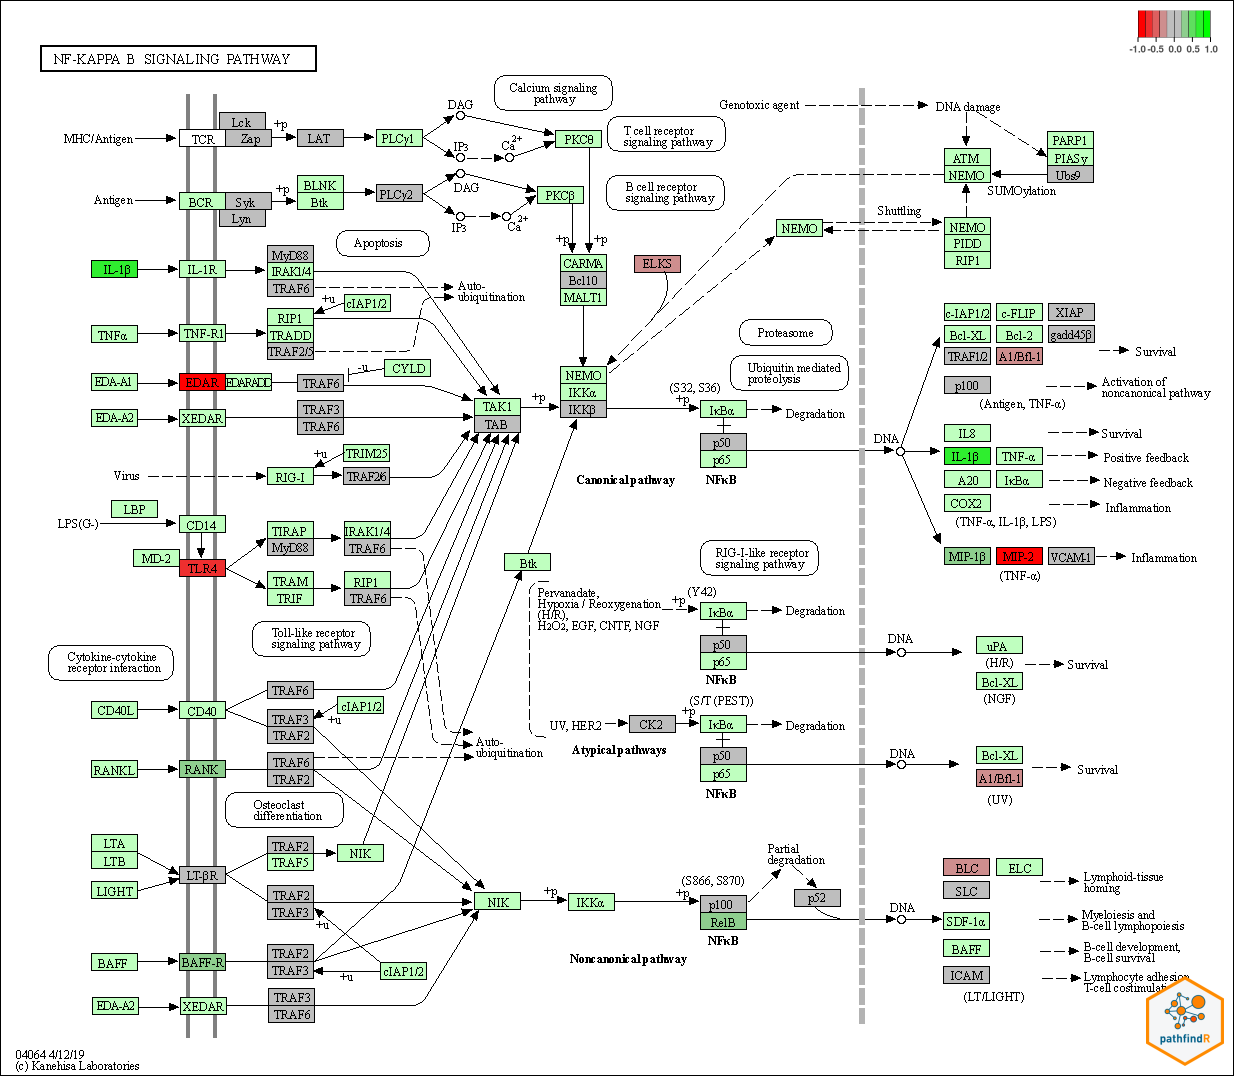 -1.0 -0.5 0.0 0.5 1.0
NF-KAPPA B SIGNALING PATHWAY
Calcium signaling
pathway
T cell receptor
signaling pathway
B cell receptor
signaling pathway
MHC/Antigen
TCR
Lck
Zap
+p
LAT
PLCγ1
DAG
IP3
Ca2+
PKCθ
Antigen
BCR
Syk
Lyn
+p
BLNK
Btk
PLCγ2
DAG
IP3
Ca2+
PKCβ
+p
+p
CARMA
Bcl10
MALT1
ELKS
Genotoxic agent
DNA damage
ATM
NEMO
PARP1
PIASy
Ubs9
SUMOylation
NEMO
Shuttling
NEMO
PIDD
RIP1
Apoptosis
IL-1β
IL-1R
MyD88
IRAK1/4
TRAF6
Auto-
ubiquitination
TNFα
TNF-R1
RIP1
TRADD
TRAF2/5
+u
cIAP1/2
EDA-A1
EDAR
EDARADD
TRAF6
-u
CYLD
EDA-A2
XEDAR
TRAF3
TRAF6
TAK1
TAB
+p
NEMO
IKKα
IKKβ
Proteasome
Ubiquitin mediated
proteolysis
(S32, S36)
+p
IκBα
Degradation
p50
p65
NFκB
Canonical pathway
Virus
RIG-I
+u
TRIM25
TRAF2/6
LPS(G-)
LBP
CD14
MD-2
TLR4
TIRAP
MyD88
IRAK1/4
TRAF6
TRAM
TRIF
RIP1
TRAF6
Toll-like receptor
signaling pathway
Cytokine-cytokine
receptor interaction
Btk
RIG-I-like receptor
signaling pathway
Pervanadate,
Hypoxia / Reoxygenation
(H/R),
H2O2, EGF, CNTF, NGF
+p
(Y42)
IκBα
Degradation
p50
p65
NFκB
UV, HER2
CK2
+p
(S/T (PEST))
IκBα
Degradation
p50
p65
NFκB
Atypical pathways
CD40L
CD40
TRAF6
TRAF3
TRAF2
cIAP1/2
+u
Auto-
ubiquitination
RANKL
RANK
TRAF6
TRAF2
Osteoclast
differentiation
LTA
LTB
LIGHT
LT-βR
TRAF2
TRAF5
NIK
TRAF2
TRAF3
+u
cIAP1/2
+u
BAFF
BAFF-R
TRAF2
TRAF3
EDA-A2
XEDAR
TRAF3
TRAF6
NIK
+p
IKKα
+p
(S866, S870)
p100
RelB
NFκB
Partial
degradation
p52
Noncanonical pathway
DNA
c-IAP1/2
c-FLIP
XIAP
Bcl-XL
Bcl-2
gadd45β
TRAF1/2
A1/Bfl-1
Survival
p100
Activation of
noncanonical pathway
(Antigen, TNF-α)
IL8
Survival
IL-1β
TNF-α
Positive feedback
A20
IκBα
Negative feedback
COX2
Inflammation
(TNF-α, IL-1β, LPS)
MIP-1β
MIP-2
VCAM-1
Inflammation
(TNF-α)
DNA
uPA
(H/R)
Bcl-XL
(NGF)
Survival
DNA
Bcl-XL
A1/Bfl-1
(UV)
Survival
DNA
BLC
ELC
SLC
Lymphoid-tissue
homing
SDF-1α
Myeloiesis and
B-cell lymphopoiesis
BAFF
B-cell development,
B-cell survival
ICAM
Lymphocyte adhesion,
T-cell costimulation
(LT/LIGHT)
pathfindR
04064 4/12/19
(c) Kanehisa Laboratories